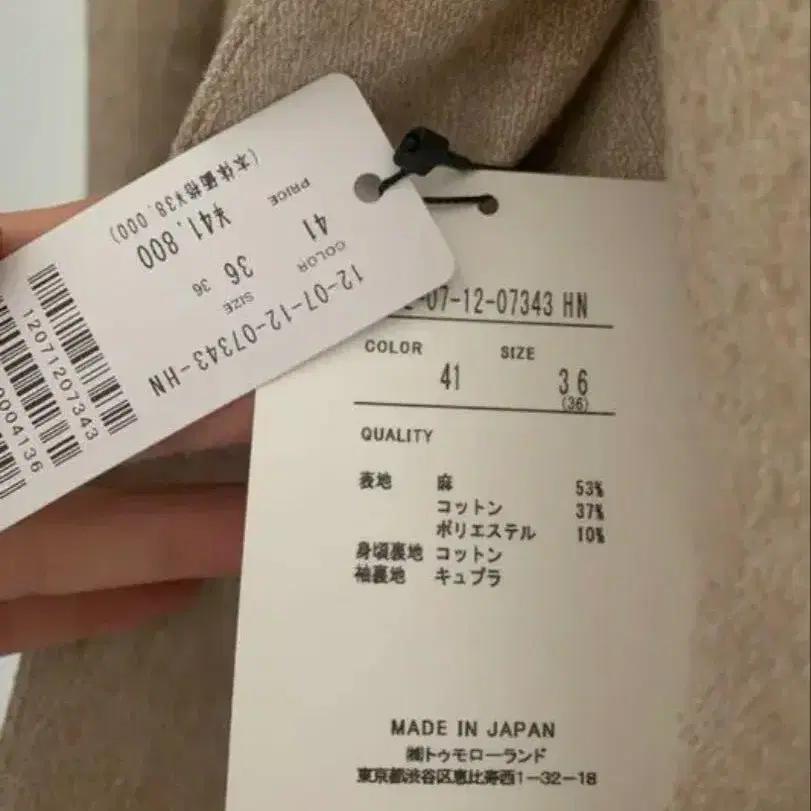 12-07-12-07343-HN
COLOR SIZE
41 36 36
PRICE
¥41,800
(本体価格¥38,000)
12071207343
0004136
-07-12-07343 HN
COLOR SIZE
41 36
(36)
QUALITY
表地 麻 53%
コットン 37%
ポリエステル 10%
身頃裏地 コットン
袖裏地 キュプラ
MADE IN JAPAN
㈱トゥモローランド
東京都渋谷区恵比寿西1-32-18